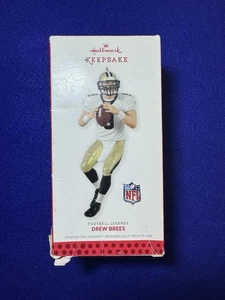 Hallmark
KEEPSAKE
NFL
FOOTBALL LEGENDS
DREW BREES